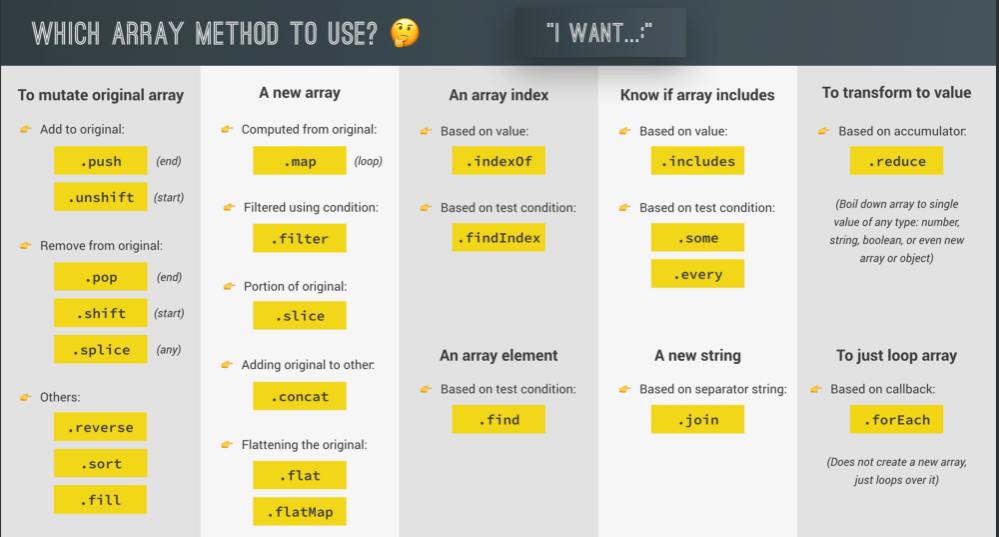 WHICH ARRAY METHOD TO USE? 🤔
"I WANT...:"
To mutate original array
👉 Add to original:
.push (end)
.unshift (start)
👉 Remove from original:
.pop (end)
.shift (start)
.splice (any)
👉 Others:
.reverse
.sort
.fill
A new array
👉 Computed from original:
.map (loop)
👉 Filtered using condition:
.filter
👉 Portion of original:
.slice
👉 Adding original to other:
.concat
👉 Flattening the original:
.flat
.flatMap
An array index
👉 Based on value:
.indexOf
👉 Based on test condition:
.findIndex
An array element
👉 Based on test condition:
.find
Know if array includes
👉 Based on value:
.includes
👉 Based on test condition:
.some
.every
A new string
👉 Based on separator string:
.join
To transform to value
👉 Based on accumulator:
.reduce
(Boil down array to single
value of any type: number,
string, boolean, or even new
array or object)
To just loop array
👉 Based on callback:
.forEach
(Does not create a new array,
just loops over it)